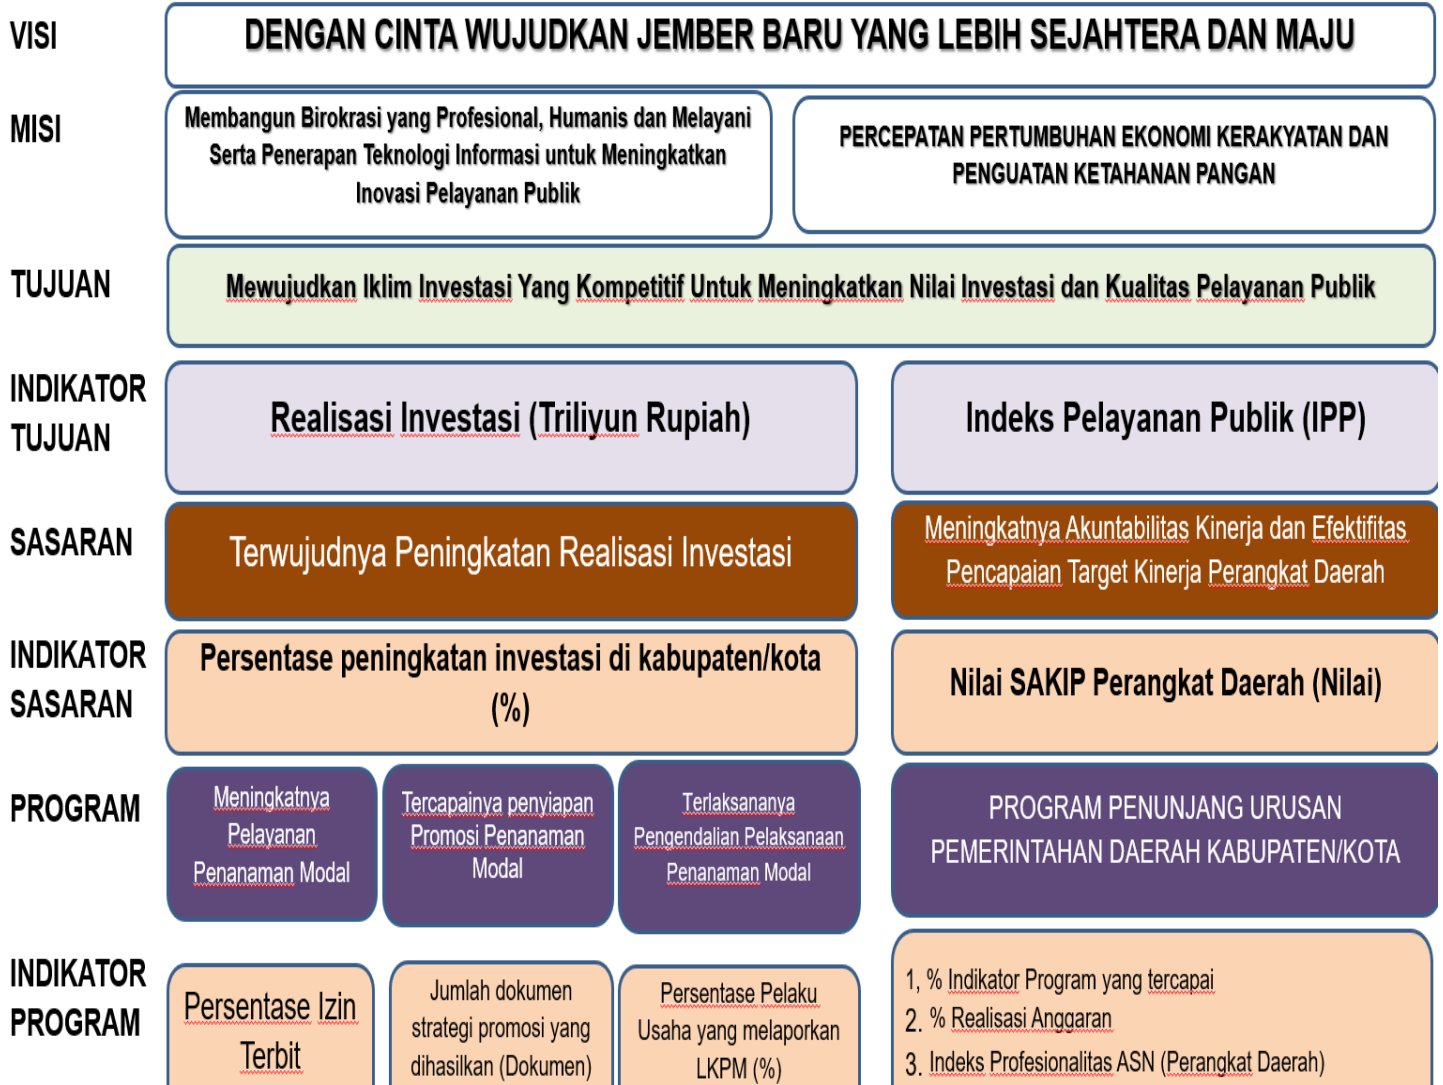 VISI
DENGAN CINTA WUJUDKAN JEMBER BARU YANG LEBIH SEJAHTERA DAN MAJU
MISI
Membangun Birokrasi yang Profesional, Humanis dan Melayani
Serta Penerapan Teknologi Informasi untuk Meningkatkan
Inovasi Pelayanan Publik
PERCEPATAN PERTUMBUHAN EKONOMI KERAKYATAN DAN
PENGUATAN KETAHANAN PANGAN
TUJUAN
Mewujudkan Iklim Investasi Yang Kompetitif Untuk Meningkatkan Nilai Investasi dan Kualitas Pelayanan Publik
INDIKATOR
TUJUAN
Realisasi Investasi (Triliyun Rupiah)
Indeks Pelayanan Publik (IPP)
SASARAN
Terwujudnya Peningkatan Realisasi Investasi
Meningkatnya Akuntabilitas Kinerja dan Efektifitas
Pencapaian Target Kinerja Perangkat Daerah
INDIKATOR
SASARAN
Persentase peningkatan investasi di kabupaten/kota
(%)
Nilai SAKIP Perangkat Daerah (Nilai)
PROGRAM
Meningkatnya
Pelayanan
Penanaman Modal
Tercapainya penyiapan
Promosi Penanaman
Modal
Terlaksananya
Pengendalian Pelaksanaan
Penanaman Modal
PROGRAM PENUNJANG URUSAN
PEMERINTAHAN DAERAH KABUPATEN/KOTA
INDIKATOR
PROGRAM
Persentase Izin
Terbit
Jumlah dokumen
strategi promosi yang
dihasilkan (Dokumen)
Persentase Pelaku
Usaha yang melaporkan
LKPM (%)
1, % Indikator Program yang tercapai
2. % Realisasi Anggaran
3. Indeks Profesionalitas ASN (Perangkat Daerah)